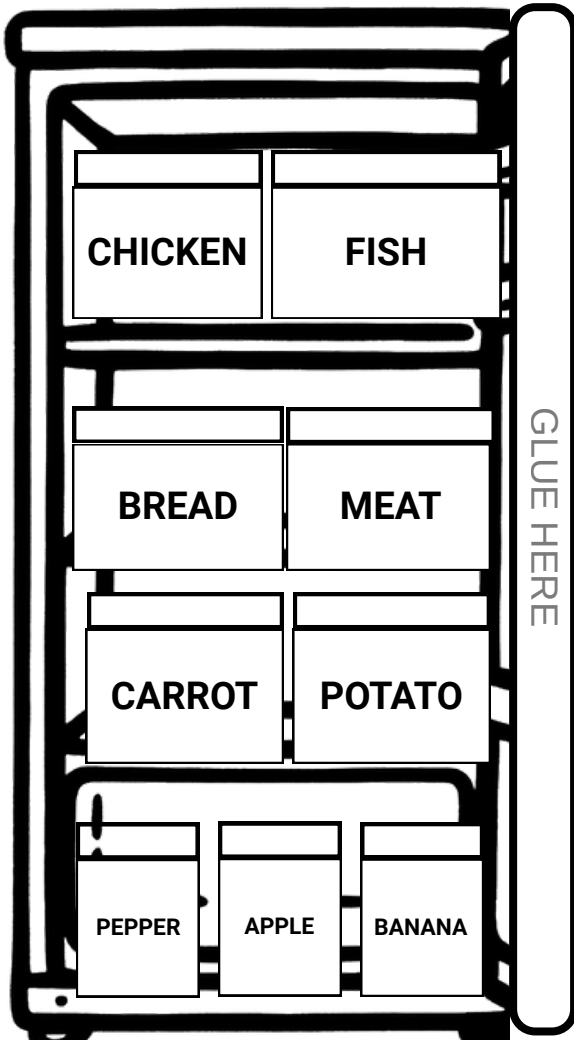 CHICKEN
FISH
BREAD
MEAT
CARROT
POTATO
PEPPER
APPLE
BANANA
GLUE HERE